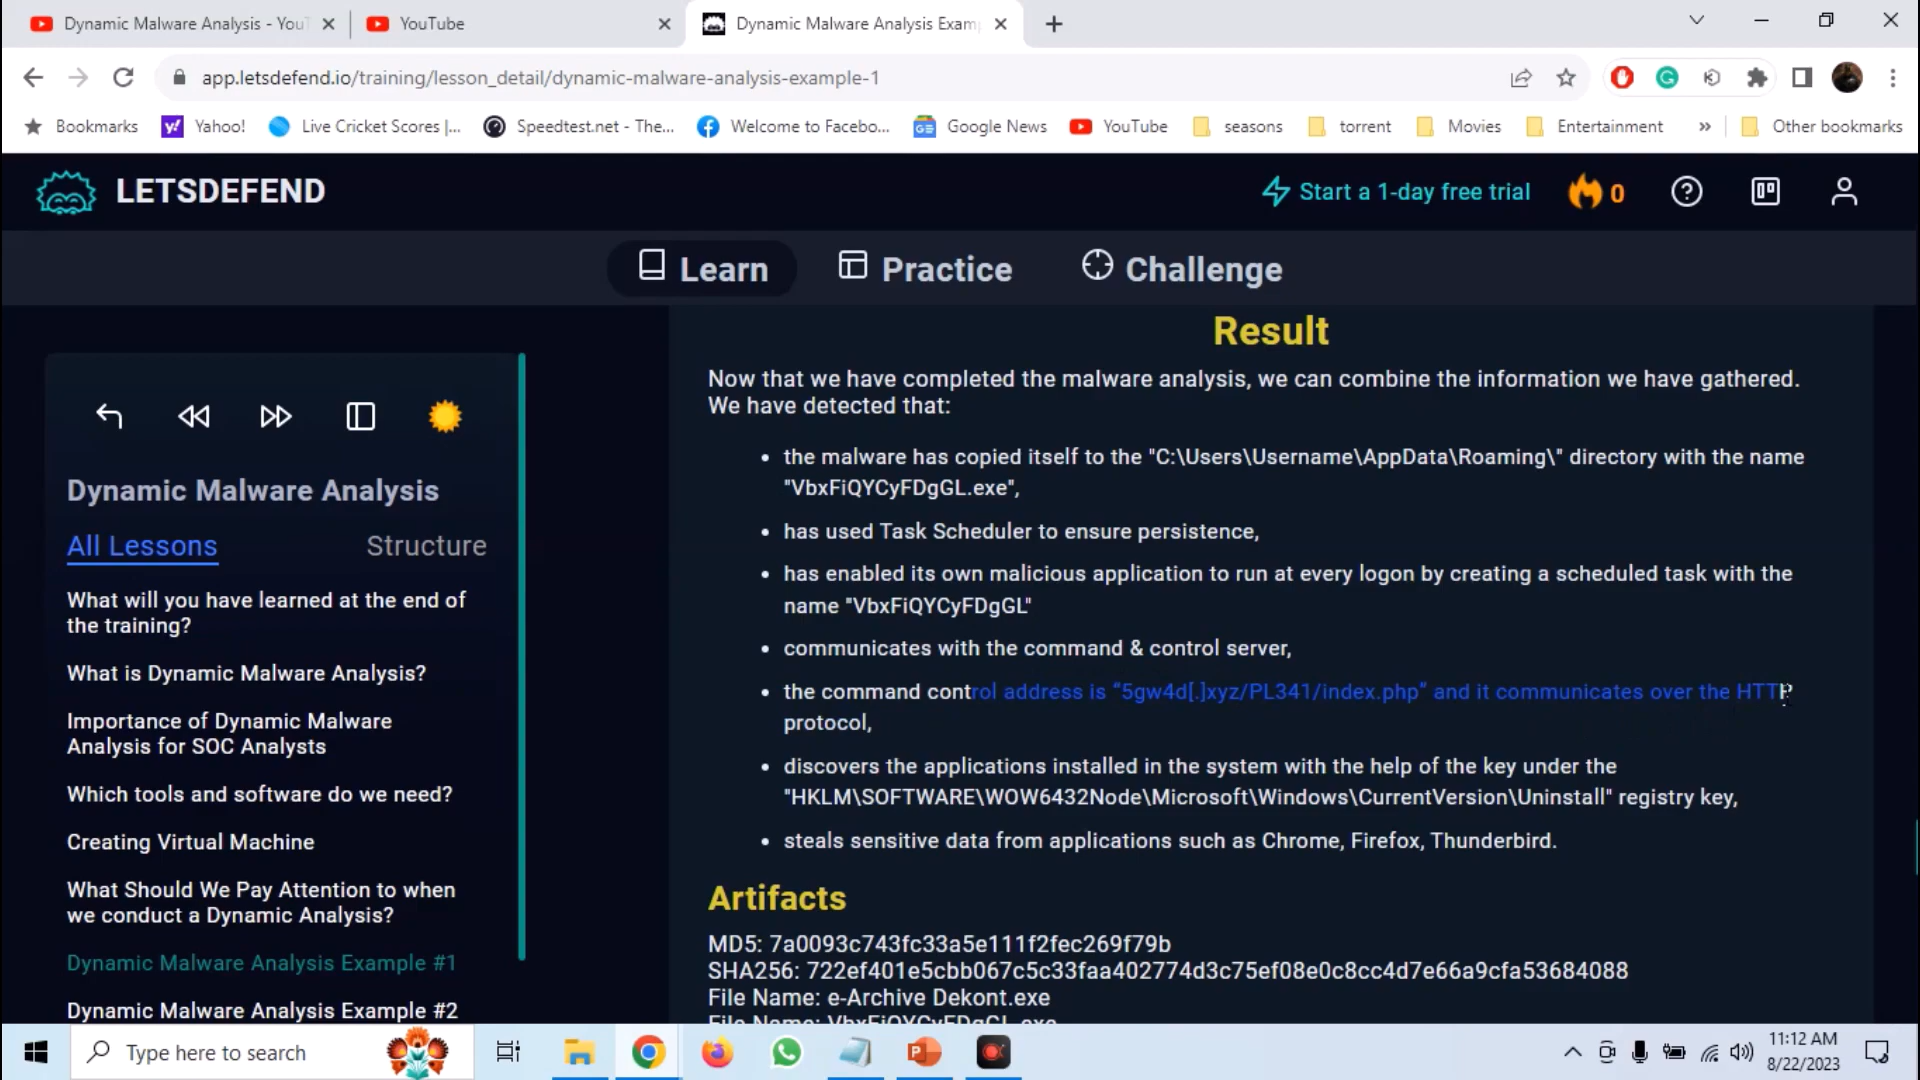 Dynamic Malware Analysis - YouT
YouTube
Dynamic Malware Analysis Exam
app.letsdefend.io/training/lesson_detail/dynamic-malware-analysis-example-1
Bookmarks
Yahoo!
Live Cricket Scores |...
Speedtest.net - The...
Welcome to Facebo...
Google News
YouTube
seasons
torrent
Movies
Entertainment
»
Other bookmarks
LETSDEFEND
Start a 1-day free trial
0
Learn
Practice
Challenge
Dynamic Malware Analysis
All Lessons
Structure
What will you have learned at the end of
the training?
What is Dynamic Malware Analysis?
Importance of Dynamic Malware
Analysis for SOC Analysts
Which tools and software do we need?
Creating Virtual Machine
What Should We Pay Attention to when
we conduct a Dynamic Analysis?
Dynamic Malware Analysis Example #1
Dynamic Malware Analysis Example #2
Result
Now that we have completed the malware analysis, we can combine the information we have gathered.
We have detected that:
• the malware has copied itself to the "C:\Users\Username\AppData\Roaming\" directory with the name
"VbxFiQYCyFDgGL.exe",
• has used Task Scheduler to ensure persistence,
• has enabled its own malicious application to run at every logon by creating a scheduled task with the
name "VbxFiQYCyFDgGL"
• communicates with the command & control server,
• the command control address is “5gw4d[.]xyz/PL341/index.php” and it communicates over the HTTP
protocol,
• discovers the applications installed in the system with the help of the key under the
"HKLM\SOFTWARE\WOW6432Node\Microsoft\Windows\CurrentVersion\Uninstall" registry key,
• steals sensitive data from applications such as Chrome, Firefox, Thunderbird.
Artifacts
MD5: 7a0093c743fc33a5e111f2fec269f79b
SHA256: 722ef401e5cbb067c5c33faa402774d3c75ef08e0c8cc4d7e66a9cfa53684088
File Name: e-Archive Dekont.exe
File Name: VbxFiQYCyFDgGL.exe
Type here to search
11:12 AM
8/22/2023